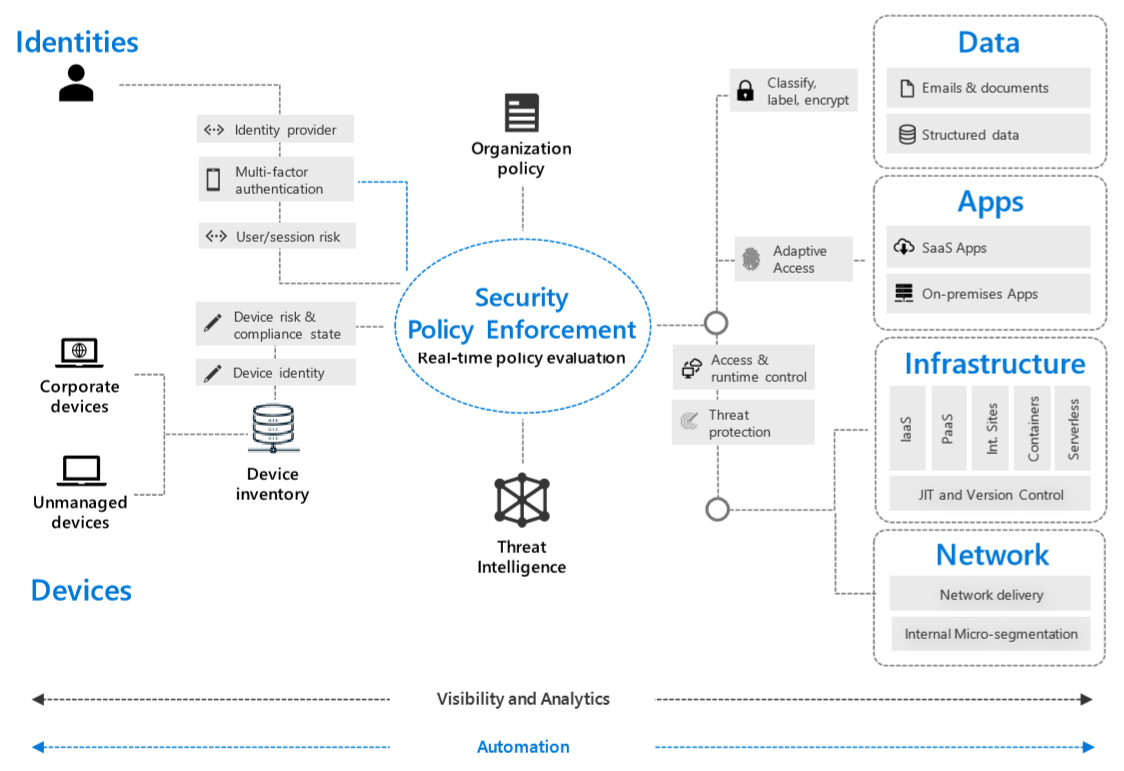 Identities
Identity provider
Multi-factor
authentication
User/session risk
Device risk &
compliance state
Device identity
Corporate
devices
Unmanaged
devices
Device
inventory
Devices
Organization
policy
Security
Policy Enforcement
Real-time policy evaluation
Threat
Intelligence
Classify,
label, encrypt
Adaptive
Access
Access &
runtime control
Threat
protection
Data
Emails & documents
Structured data
Apps
SaaS Apps
On-premises Apps
Infrastructure
IaaS
PaaS
Int. Sites
Containers
Serverless
JIT and Version Control
Network
Network delivery
Internal Micro-segmentation
Visibility and Analytics
Automation